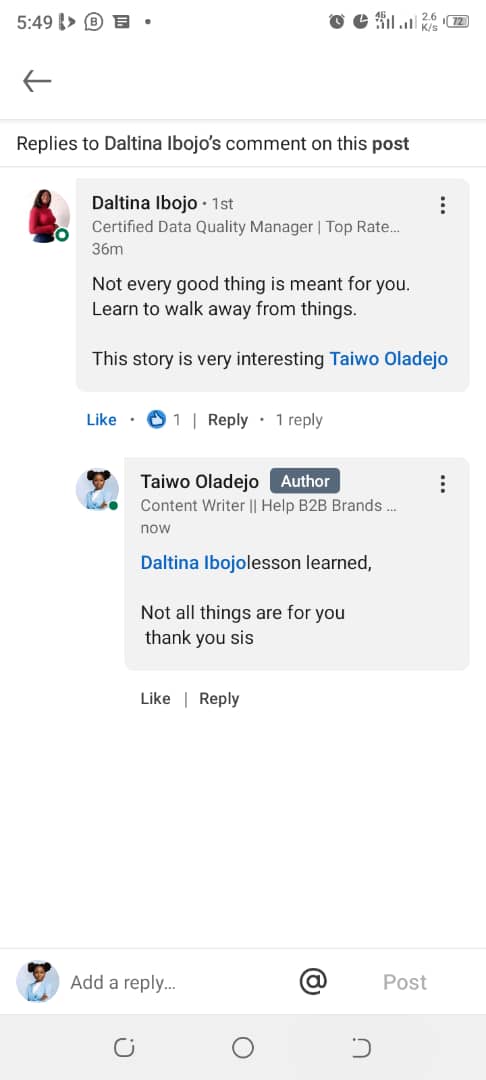 5:49
4G
2.6
K/s
72
Replies to Daltina Ibojo’s comment on this post
Daltina Ibojo • 1st
Certified Data Quality Manager | Top Rate...
36m
Not every good thing is meant for you.
Learn to walk away from things.
This story is very interesting Taiwo Oladejo
Like • 1 | Reply • 1 reply
Taiwo Oladejo Author
Content Writer || Help B2B Brands ...
now
Daltina Ibojolesson learned,
Not all things are for you
thank you sis
Like | Reply
Add a reply... @ Post